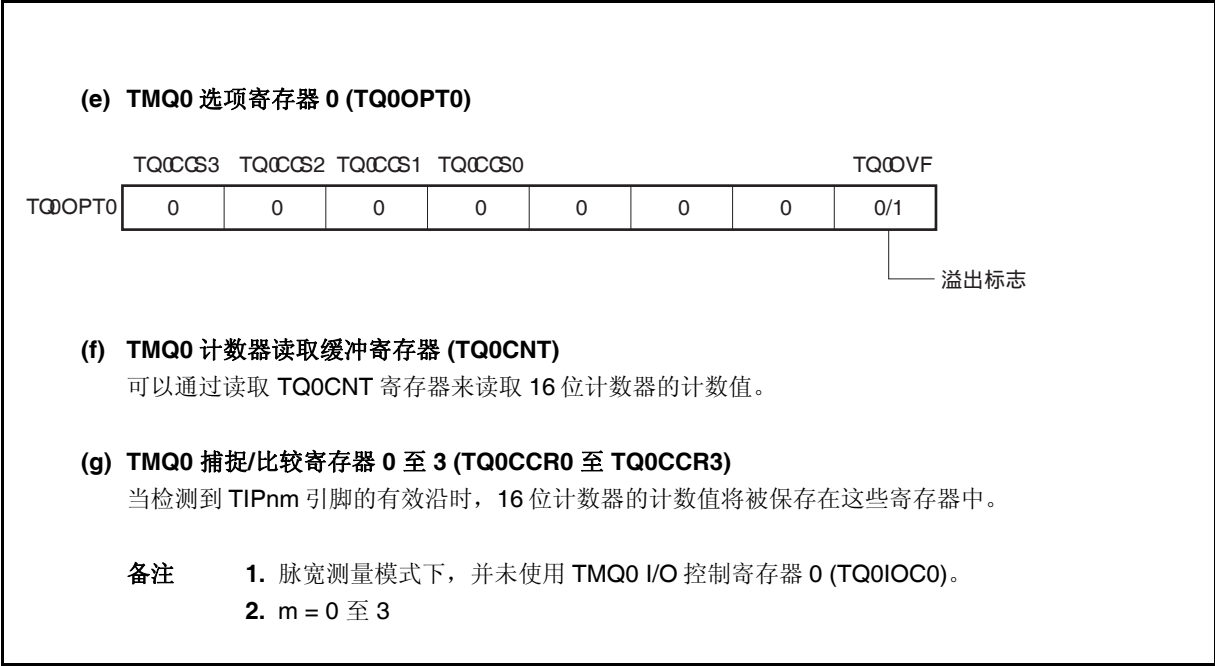 (e) TMQ0 选项寄存器 0 (TQ0OPT0)
TQ0CCS3 TQ0CCS2 TQ0CCS1 TQ0CCS0 TQ0OVF
TQ0OPT0 0 0 0 0 0 0 0 0/1
溢出标志
(f) TMQ0 计数器读取缓冲寄存器 (TQ0CNT)
可以通过读取 TQ0CNT 寄存器来读取 16 位计数器的计数值。
(g) TMQ0 捕捉/比较寄存器 0 至 3 (TQ0CCR0 至 TQ0CCR3)
当检测到 TIPnm 引脚的有效沿时，16 位计数器的计数值将被保存在这些寄存器中。
备注 1. 脉宽测量模式下，并未使用 TMQ0 I/O 控制寄存器 0 (TQ0IOC0)。
2. m = 0 至 3